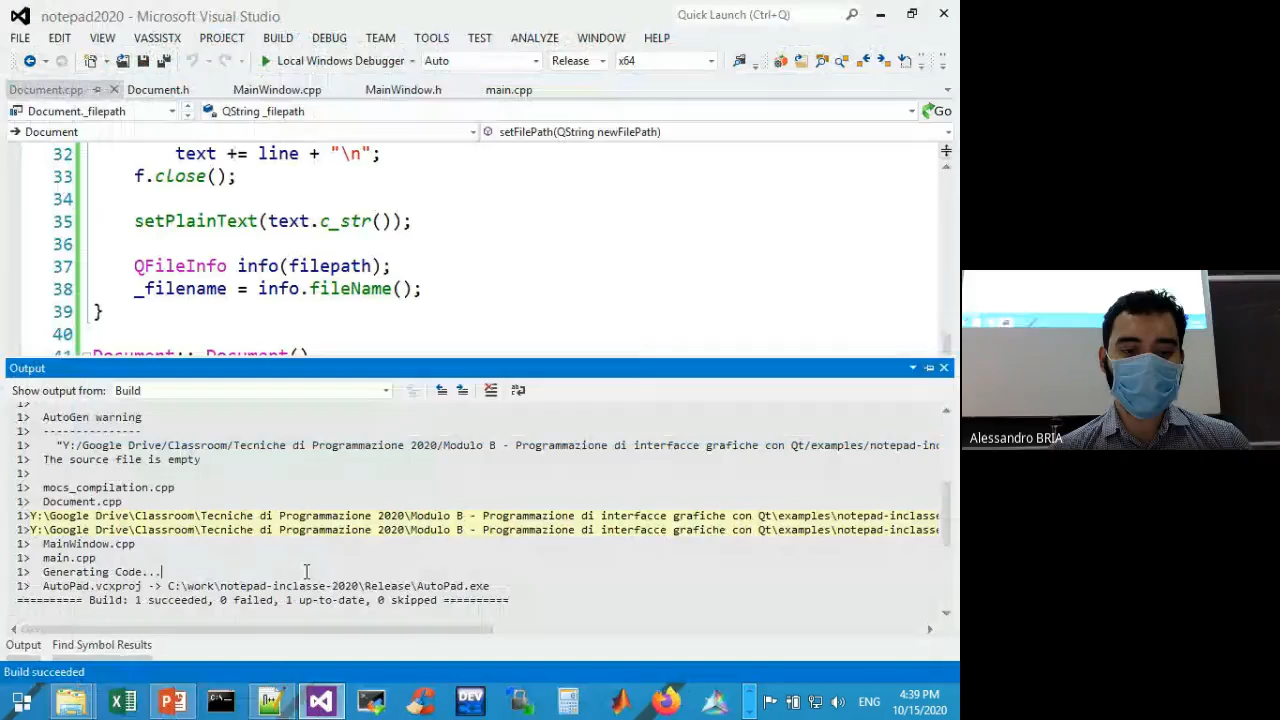 notepad2020 - Microsoft Visual Studio
Quick Launch (Ctrl+Q)
FILE EDIT VIEW VASSISTX PROJECT BUILD DEBUG TEAM TOOLS TEST ANALYZE WINDOW HELP
Local Windows Debugger Auto Release x64
Document.cpp Document.h MainWindow.cpp MainWindow.h main.cpp
Document._filepath QString _filepath Go
Document setFilePath(QString newFilePath)
32 text += line + "\n";
33 f.close();
34
35 setPlainText(text.c_str());
36
37 QFileInfo info(filepath);
38 _filename = info.fileName();
39 }
40
41 Document::~Document()
Output
Show output from: Build
1>
1> AutoGen warning
1> ---------------
1> "Y:/Google Drive/Classroom/Tecniche di Programmazione 2020/Modulo B - Programmazione di interfacce grafiche con Qt/examples/notepad-inc
1> The source file is empty
1>
1> mocs_compilation.cpp
1> Document.cpp
1>Y:\Google Drive\Classroom\Tecniche di Programmazione 2020\Modulo B - Programmazione di interfacce grafiche con Qt\examples\notepad-inclasse
1>Y:\Google Drive\Classroom\Tecniche di Programmazione 2020\Modulo B - Programmazione di interfacce grafiche con Qt\examples\notepad-inclasse
1> MainWindow.cpp
1> main.cpp
1> Generating Code...
1> AutoPad.vcxproj -> C:\work\notepad-inclasse-2020\Release\AutoPad.exe
========== Build: 1 succeeded, 0 failed, 1 up-to-date, 0 skipped ==========
Output Find Symbol Results
Build succeeded
DEV
ENG
4:39 PM
10/15/2020
Alessandro BRIA